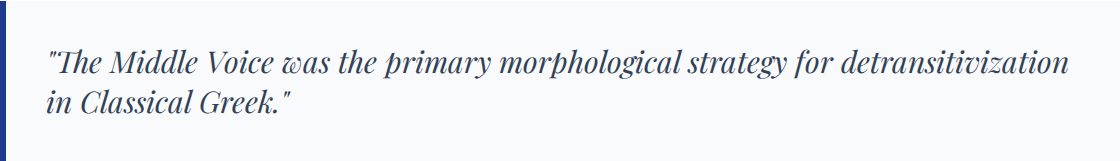 "The Middle Voice was the primary morphological strategy for detransitivization
in Classical Greek."